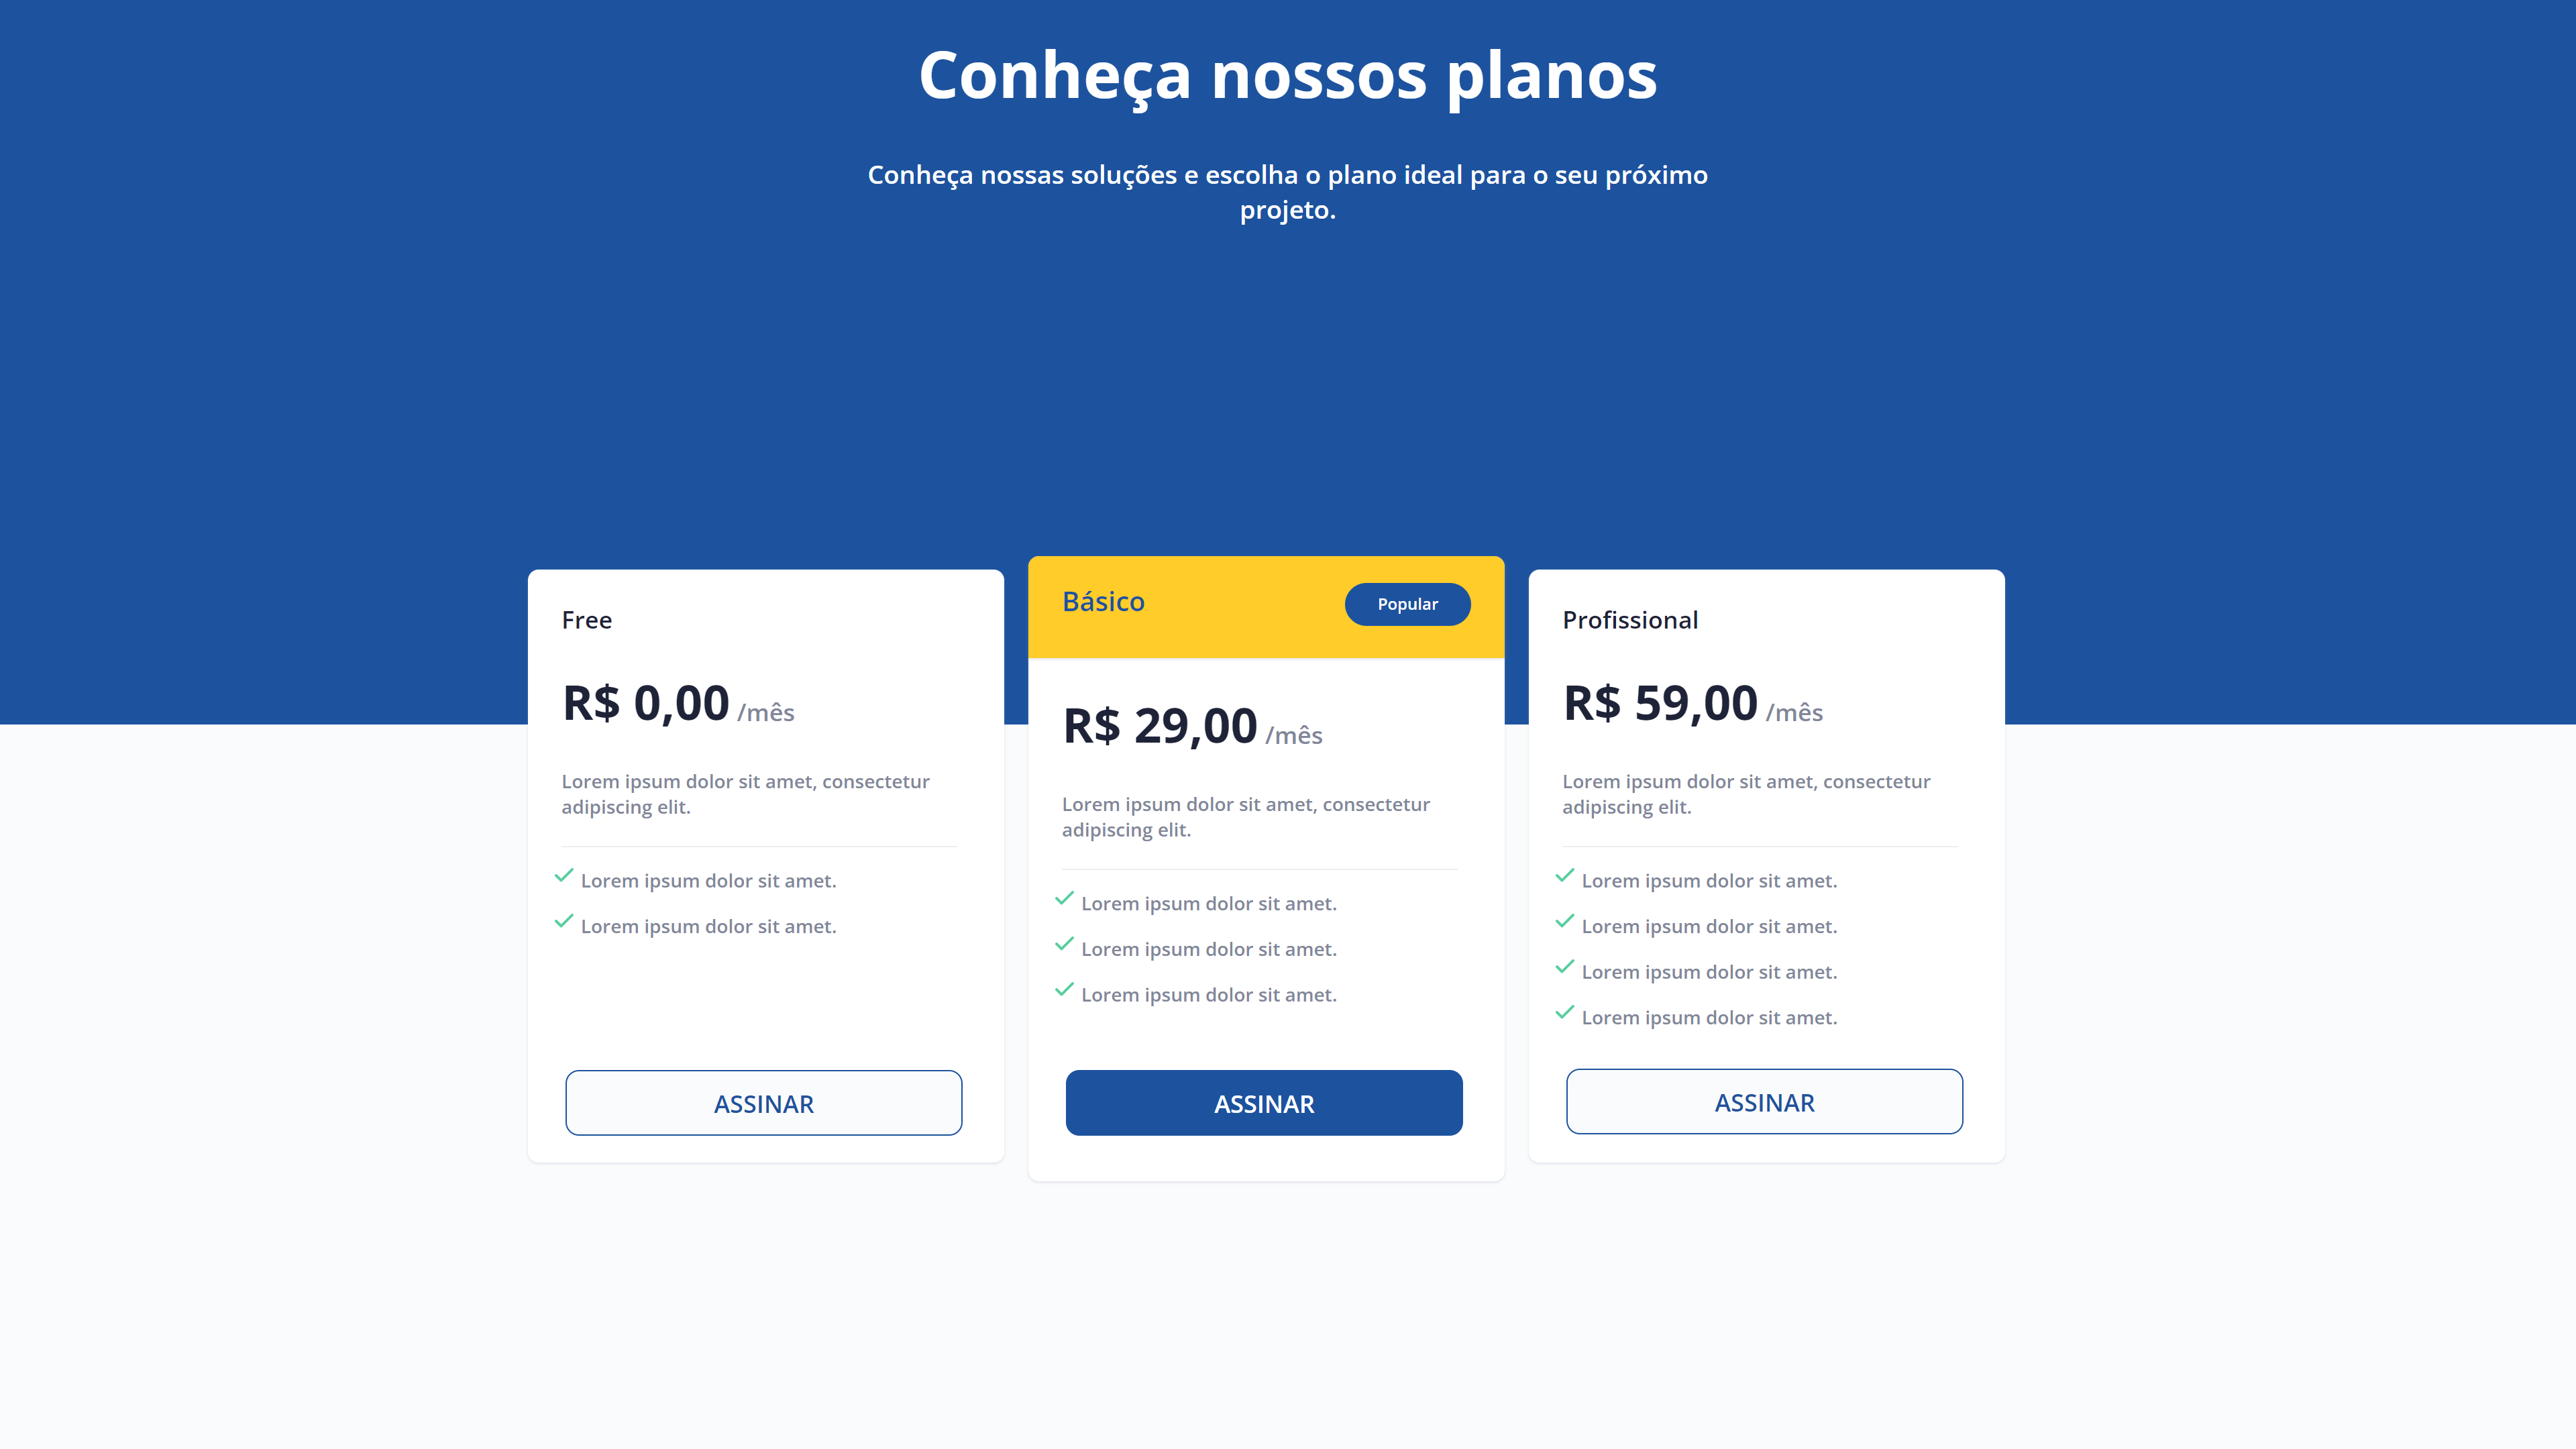 Conheça nossos planos
Conheça nossas soluções e escolha o plano ideal para o seu próximo
projeto.
Free
R$ 0,00 /mês
Lorem ipsum dolor sit amet, consectetur
adipiscing elit.
Lorem ipsum dolor sit amet.
Lorem ipsum dolor sit amet.
ASSINAR
Básico
Popular
R$ 29,00 /mês
Lorem ipsum dolor sit amet, consectetur
adipiscing elit.
Lorem ipsum dolor sit amet.
Lorem ipsum dolor sit amet.
Lorem ipsum dolor sit amet.
ASSINAR
Profissional
R$ 59,00 /mês
Lorem ipsum dolor sit amet, consectetur
adipiscing elit.
Lorem ipsum dolor sit amet.
Lorem ipsum dolor sit amet.
Lorem ipsum dolor sit amet.
Lorem ipsum dolor sit amet.
ASSINAR